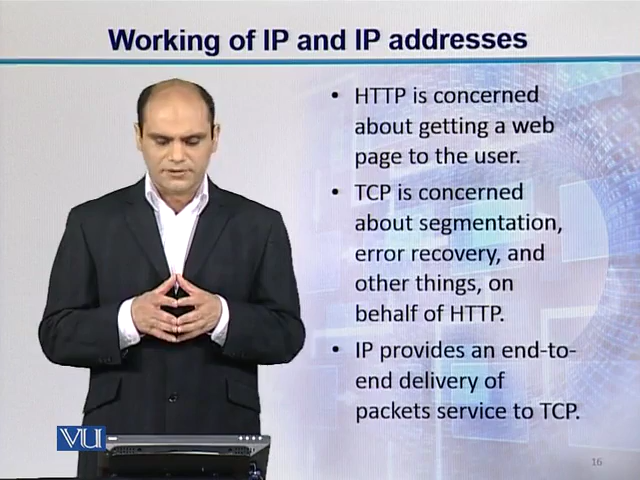 Working of IP and IP addresses
• HTTP is concerned
about getting a web
page to the user.
• TCP is concerned
about segmentation,
error recovery, and
other things, on
behalf of HTTP.
• IP provides an end-to-
end delivery of
packets service to TCP.
VU
16